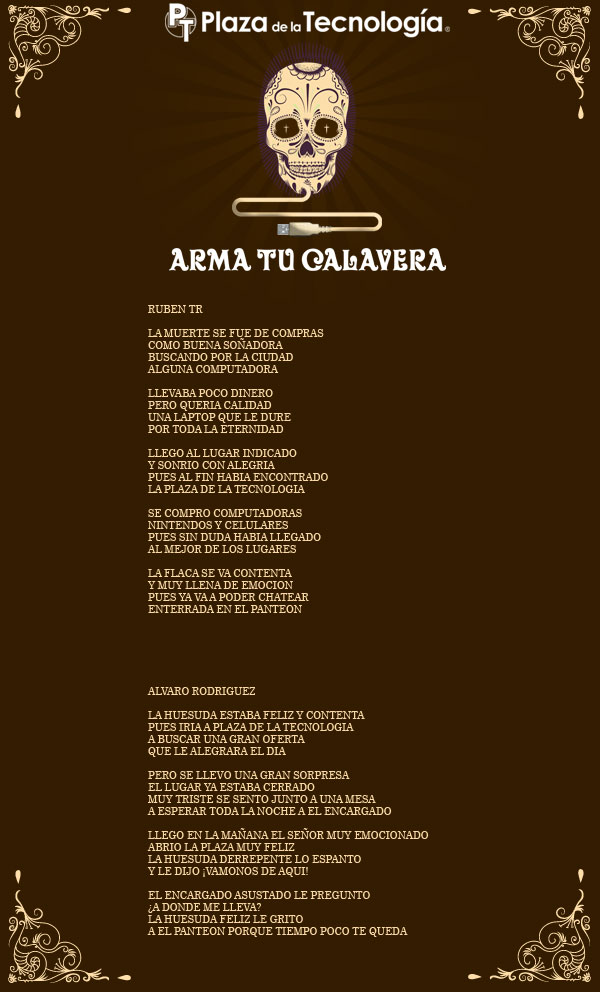 PT Plaza de la Tecnología®
ARMA TU CALAVERA
RUBEN TR
LA MUERTE SE FUE DE COMPRAS
COMO BUENA SOÑADORA
BUSCANDO POR LA CIUDAD
ALGUNA COMPUTADORA
LLEVABA POCO DINERO
PERO QUERIA CALIDAD
UNA LAPTOP QUE LE DURE
POR TODA LA ETERNIDAD
LLEGO AL LUGAR INDICADO
Y SONRIO CON ALEGRIA
PUES AL FIN HABIA ENCONTRADO
LA PLAZA DE LA TECNOLOGIA
SE COMPRO COMPUTADORAS
NINTENDOS Y CELULARES
PUES SIN DUDA HABIA LLEGADO
AL MEJOR DE LOS LUGARES
LA FLACA SE VA CONTENTA
Y MUY LLENA DE EMOCION
PUES YA VA A PODER CHATEAR
ENTERRADA EN EL PANTEON
ALVARO RODRIGUEZ
LA HUESUDA ESTABA FELIZ Y CONTENTA
PUES IRIA A PLAZA DE LA TECNOLOGIA
A BUSCAR UNA GRAN OFERTA
QUE LE ALEGRARA EL DIA
PERO SE LLEVO UNA GRAN SORPRESA
EL LUGAR YA ESTABA CERRADO
MUY TRISTE SE SENTO JUNTO A UNA MESA
A ESPERAR TODA LA NOCHE A EL ENCARGADO
LLEGO EN LA MAÑANA EL SEÑOR MUY EMOCIONADO
ABRIO LA PLAZA MUY FELIZ
LA HUESUDA DERREPENTE LO ESPANTO
Y LE DIJO ¡VAMONOS DE AQUI!
EL ENCARGADO ASUSTADO LE PREGUNTO
¿A DONDE ME LLEVA?
LA HUESUDA FELIZ LE GRITO
A EL PANTEON PORQUE TIEMPO POCO TE QUEDA